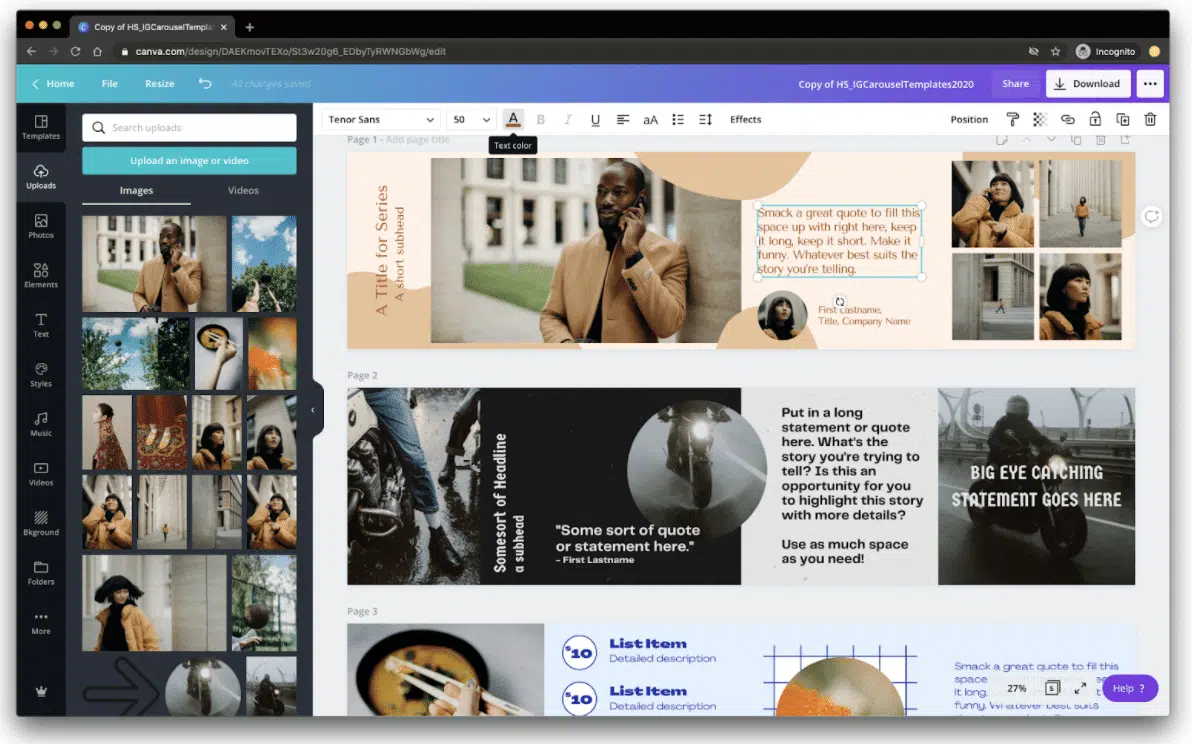 Copy of HS_IGCarouselTempla
canva.com/design/DAEKmovTEXo/St3w20g6_EDbyTyRWNGbWg/edit
Incognito
Home
File
Resize
All changes saved
Copy of HS_IGCarouselTemplates2020
Share
Download
Templates
Uploads
Photos
Elements
Text
Styles
Music
Videos
Bkground
Folders
More
Search uploads
Upload an image or video
Images
Videos
Tenor Sans
50
A
B
I
U
aA
Effects
Position
Text color
Page 1 - Add page title
A Title for Series
A short subhead
Smack a great quote to fill this
space up with right here, keep
it long, keep it short. Make it
funny. Whatever best suits the
story you're telling.
First Lastname,
Title, Company Name
Page 2
Somesort of Headline
a subhead
"Some sort of quote
or statement here."
– First Lastname
Put in a long
statement or quote
here. What's the
story you're trying to
tell? Is this an
opportunity for you
to highlight this story
with more details?
Use as much space
as you need!
BIG EYE CATCHING
STATEMENT GOES HERE
Page 3
$10
List Item
Detailed description
$10
List Item
Detailed description
Smack a great quote to fill this
space
it long,
funny. Whatever best suits
27%
5
Help ?